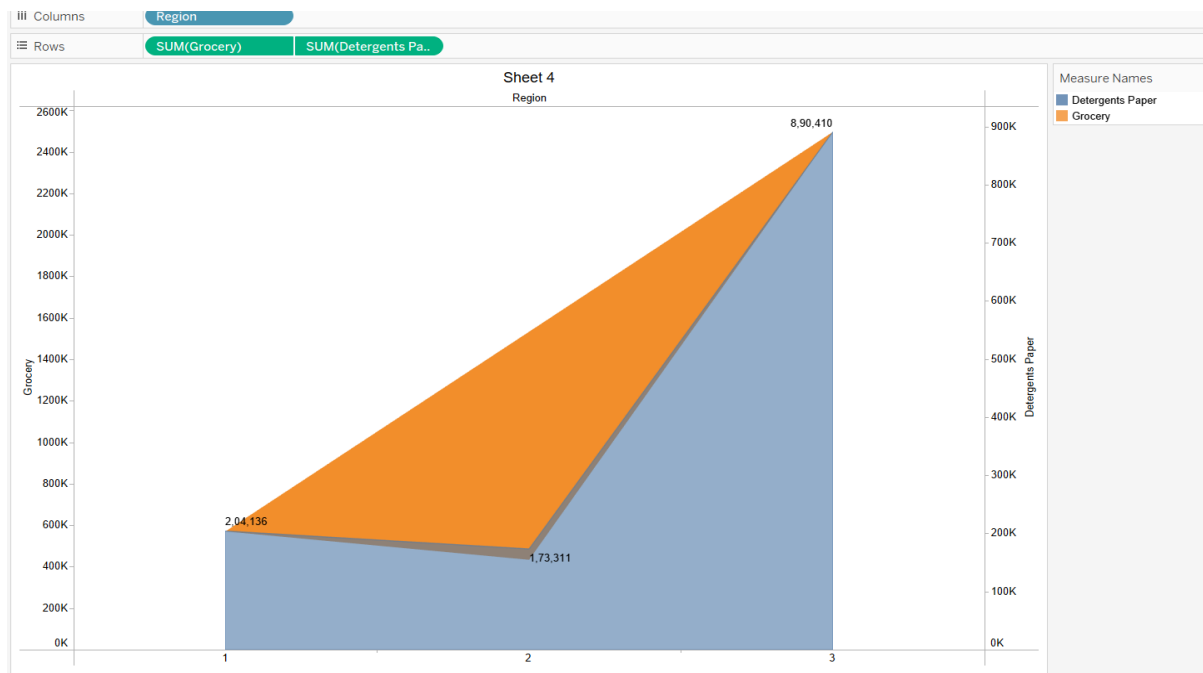 Columns Region
Rows SUM(Grocery) SUM(Detergents Pa..
Sheet 4
Region
Measure Names
Detergents Paper
Grocery
2600K
2400K
2200K
2000K
1800K
1600K
1400K
1200K
1000K
800K
600K
400K
200K
0K
Grocery
8,90,410
2,04,136
1,73,311
900K
800K
700K
600K
500K
400K
300K
200K
100K
0K
Detergents Paper
1 2 3